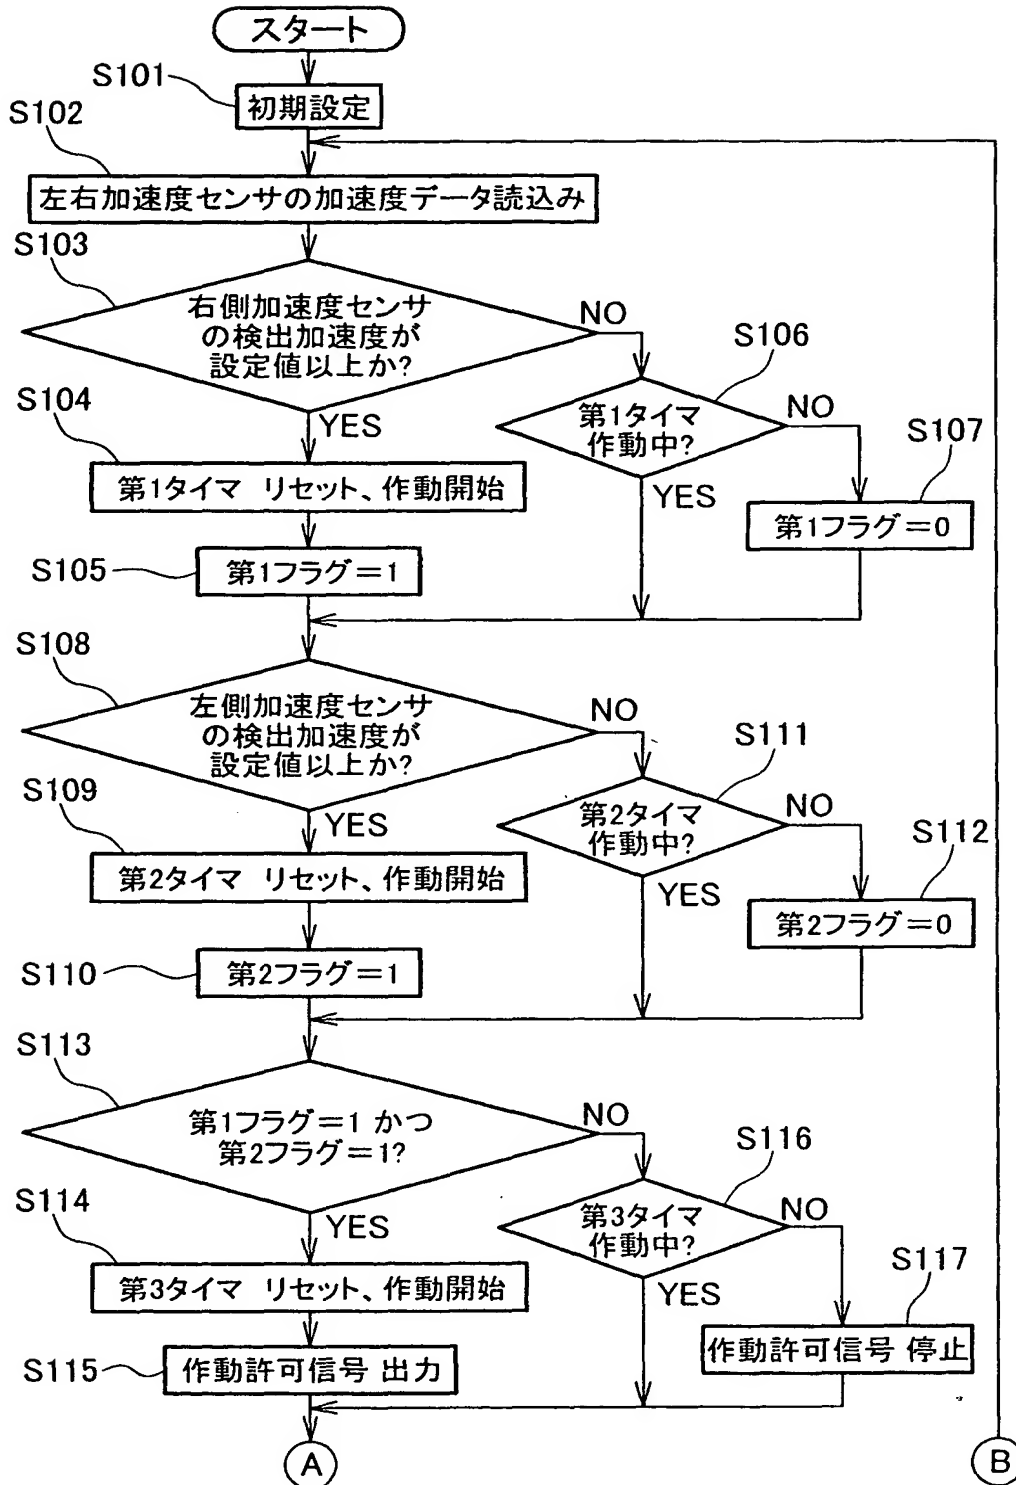 スタート
S101
初期設定
S102
左右加速度センサの加速度データ読込み
S103
右側加速度センサ
の検出加速度が
設定値以上か?
NO
YES
S106
第1タイマ
作動中?
NO
YES
S107
第1フラグ=0
S104
第1タイマ リセット、作動開始
S105
第1フラグ=1
S108
左側加速度センサ
の検出加速度が
設定値以上か?
NO
YES
S111
第2タイマ
作動中?
NO
YES
S112
第2フラグ=0
S109
第2タイマ リセット、作動開始
S110
第2フラグ=1
S113
第1フラグ=1 かつ
第2フラグ=1?
NO
YES
S116
第3タイマ
作動中?
NO
YES
S117
作動許可信号 停止
S114
第3タイマ リセット、作動開始
S115
作動許可信号 出力
A
B